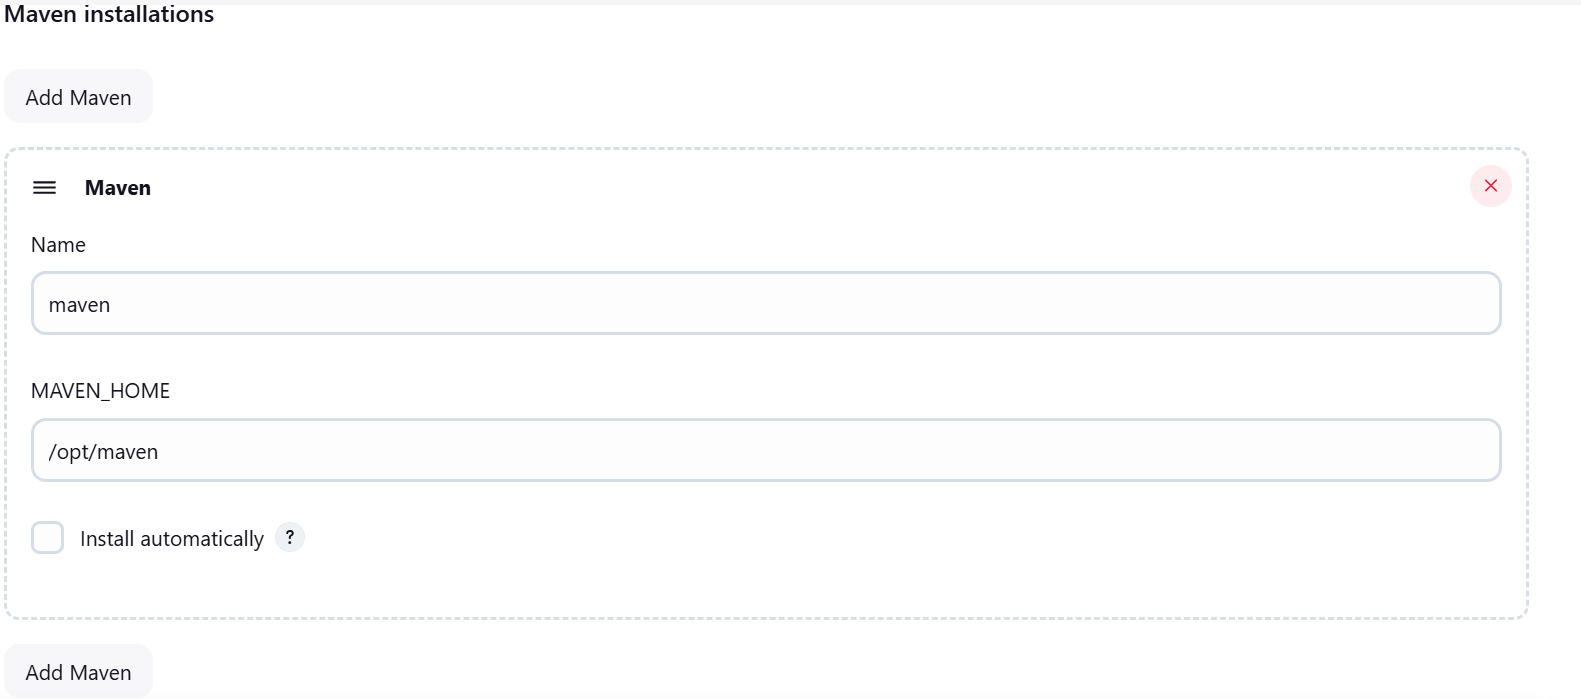 Maven installations
Add Maven
Maven
Name
maven
MAVEN_HOME
/opt/maven
Install automatically ?
Add Maven